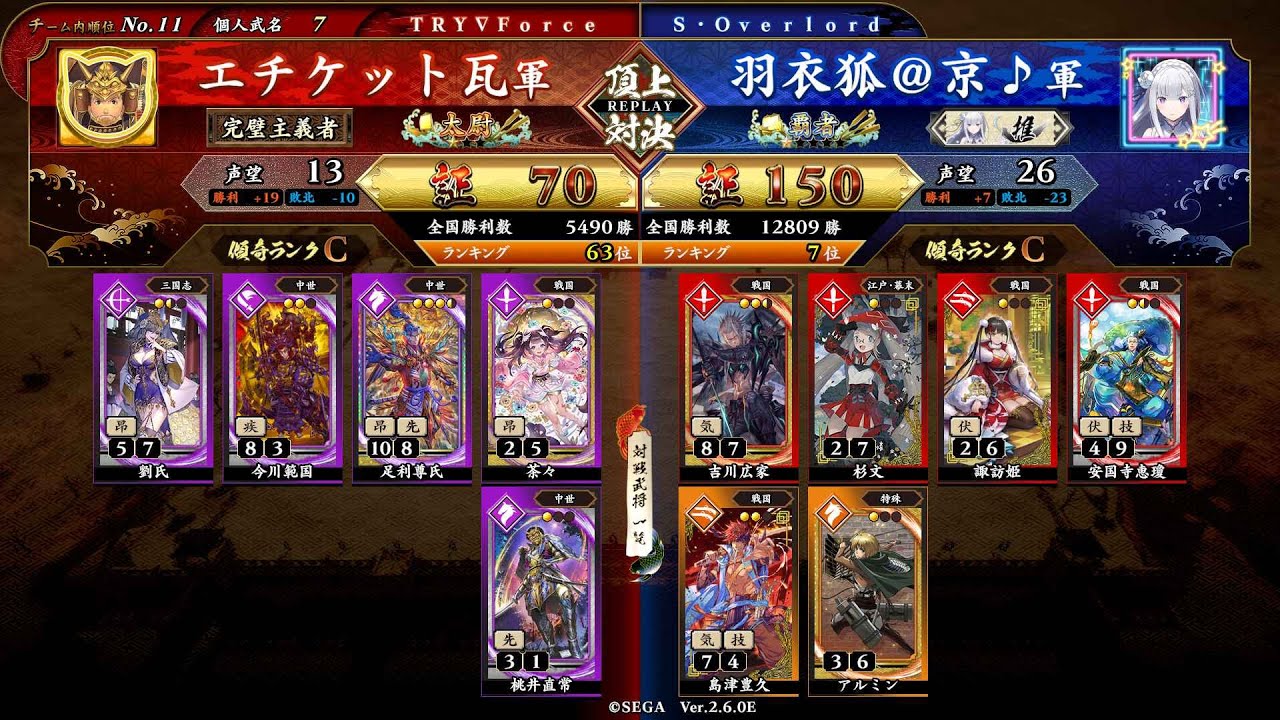 チーム内順位 No.11 個人武名 7 TRY∇Force
S・Overlord
エチケット瓦軍
頂上
REPLAY
対決
羽衣狐@京♪軍
完璧主義者
太尉
覇者
推
声望 13
勝利 +19 敗北 -10
証 70
証 150
声望 26
勝利 +7 敗北 -23
全国勝利数 5490勝
全国勝利数 12809勝
傾奇ランクC
ランキング 63位
ランキング 7位
傾奇ランクC
三国志
昴
5 7
劉氏
中世
疾
8 3
今川範国
中世
昴 先
10 8
足利尊氏
戦国
昴
2 5
茶々
戦国
気
8 7
吉川広家
江戸・幕末
2 7
杉文
戦国
伏
2 6
諏訪姫
戦国
伏 技
4 9
安国寺恵瓊
対戦武将一覧
中世
先
3 1
桃井直常
戦国
気 技
7 4
島津豊久
特殊
3 6
アルミン
©SEGA Ver.2.6.0E